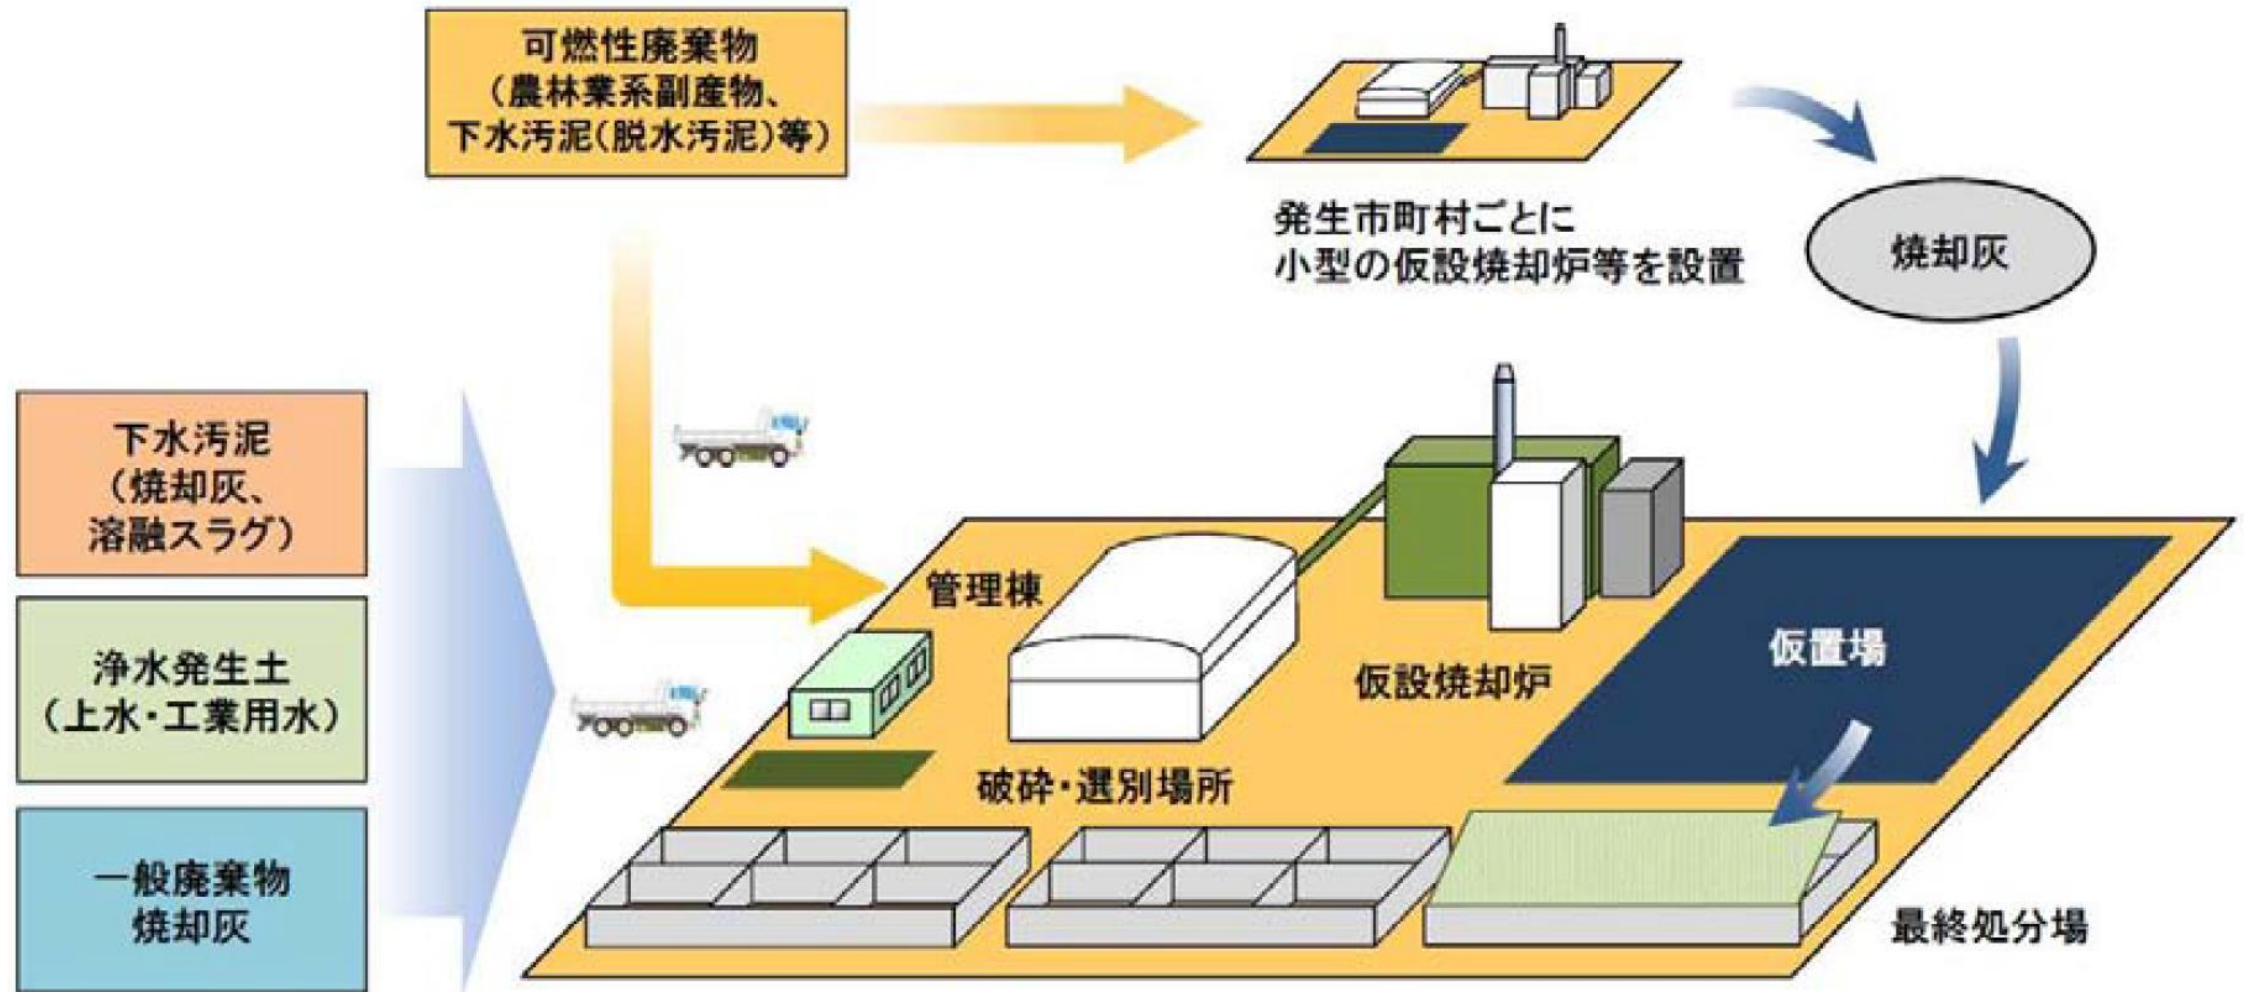 可燃性廃棄物
（農林業系副産物、
下水汚泥（脱水汚泥）等）
発生市町村ごとに
小型の仮設焼却炉等を設置
焼却灰
下水汚泥
（焼却灰、
溶融スラグ）
浄水発生土
（上水・工業用水）
一般廃棄物
焼却灰
管理棟
仮設焼却炉
仮置場
破砕・選別場所
最終処分場